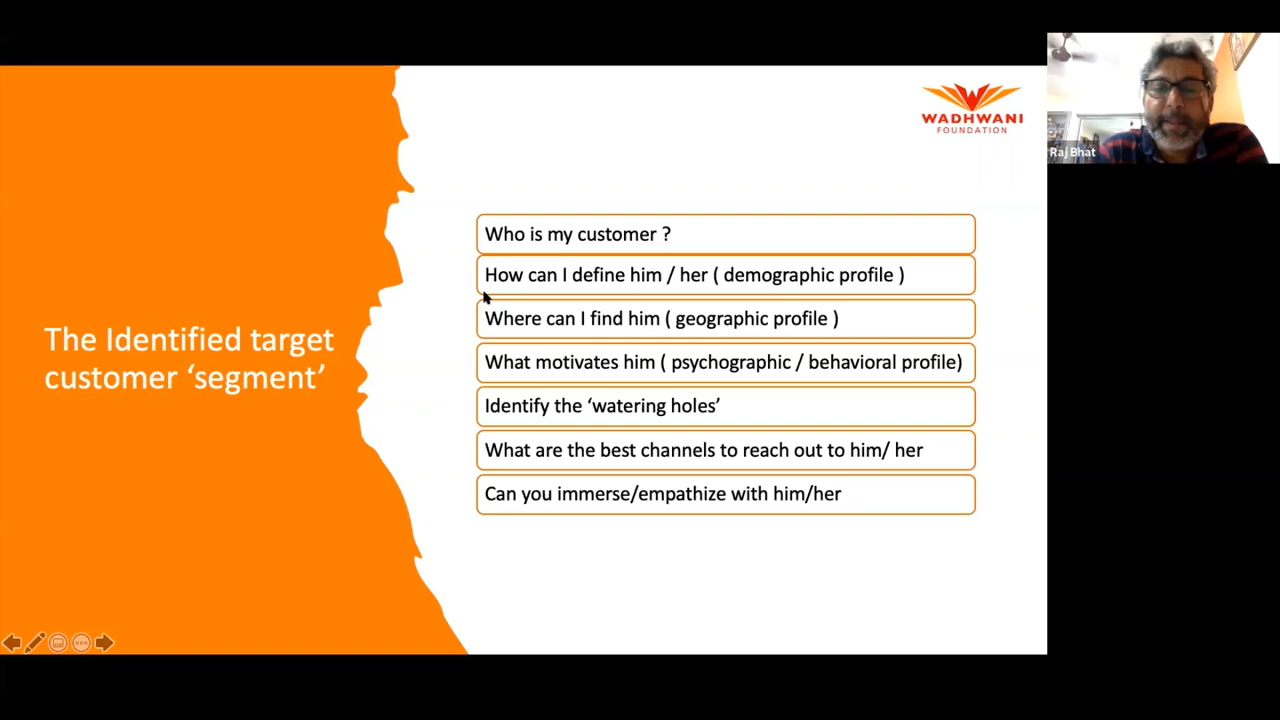 WADHWANI
FOUNDATION
Raj Bhat
The Identified target
customer ‘segment’
Who is my customer ?
How can I define him / her ( demographic profile )
Where can I find him ( geographic profile )
What motivates him ( psychographic / behavioral profile)
Identify the ‘watering holes’
What are the best channels to reach out to him/ her
Can you immerse/empathize with him/her